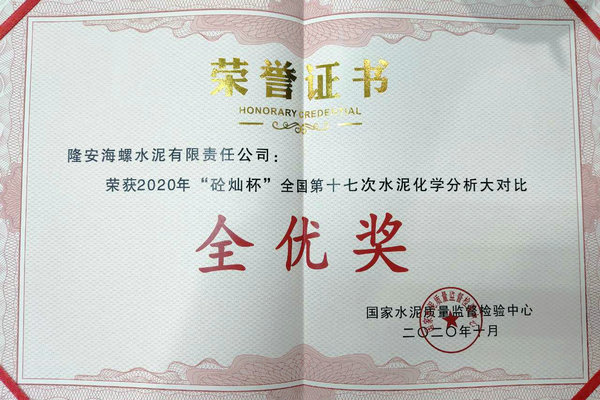 荣誉证书
HONORARY CREDENTIAL
隆安海螺水泥有限责任公司：
荣获2020年“砼灿杯”全国第十七次水泥化学分析大对比
全优奖
国家水泥质量监督检验中心
二〇二〇年十月